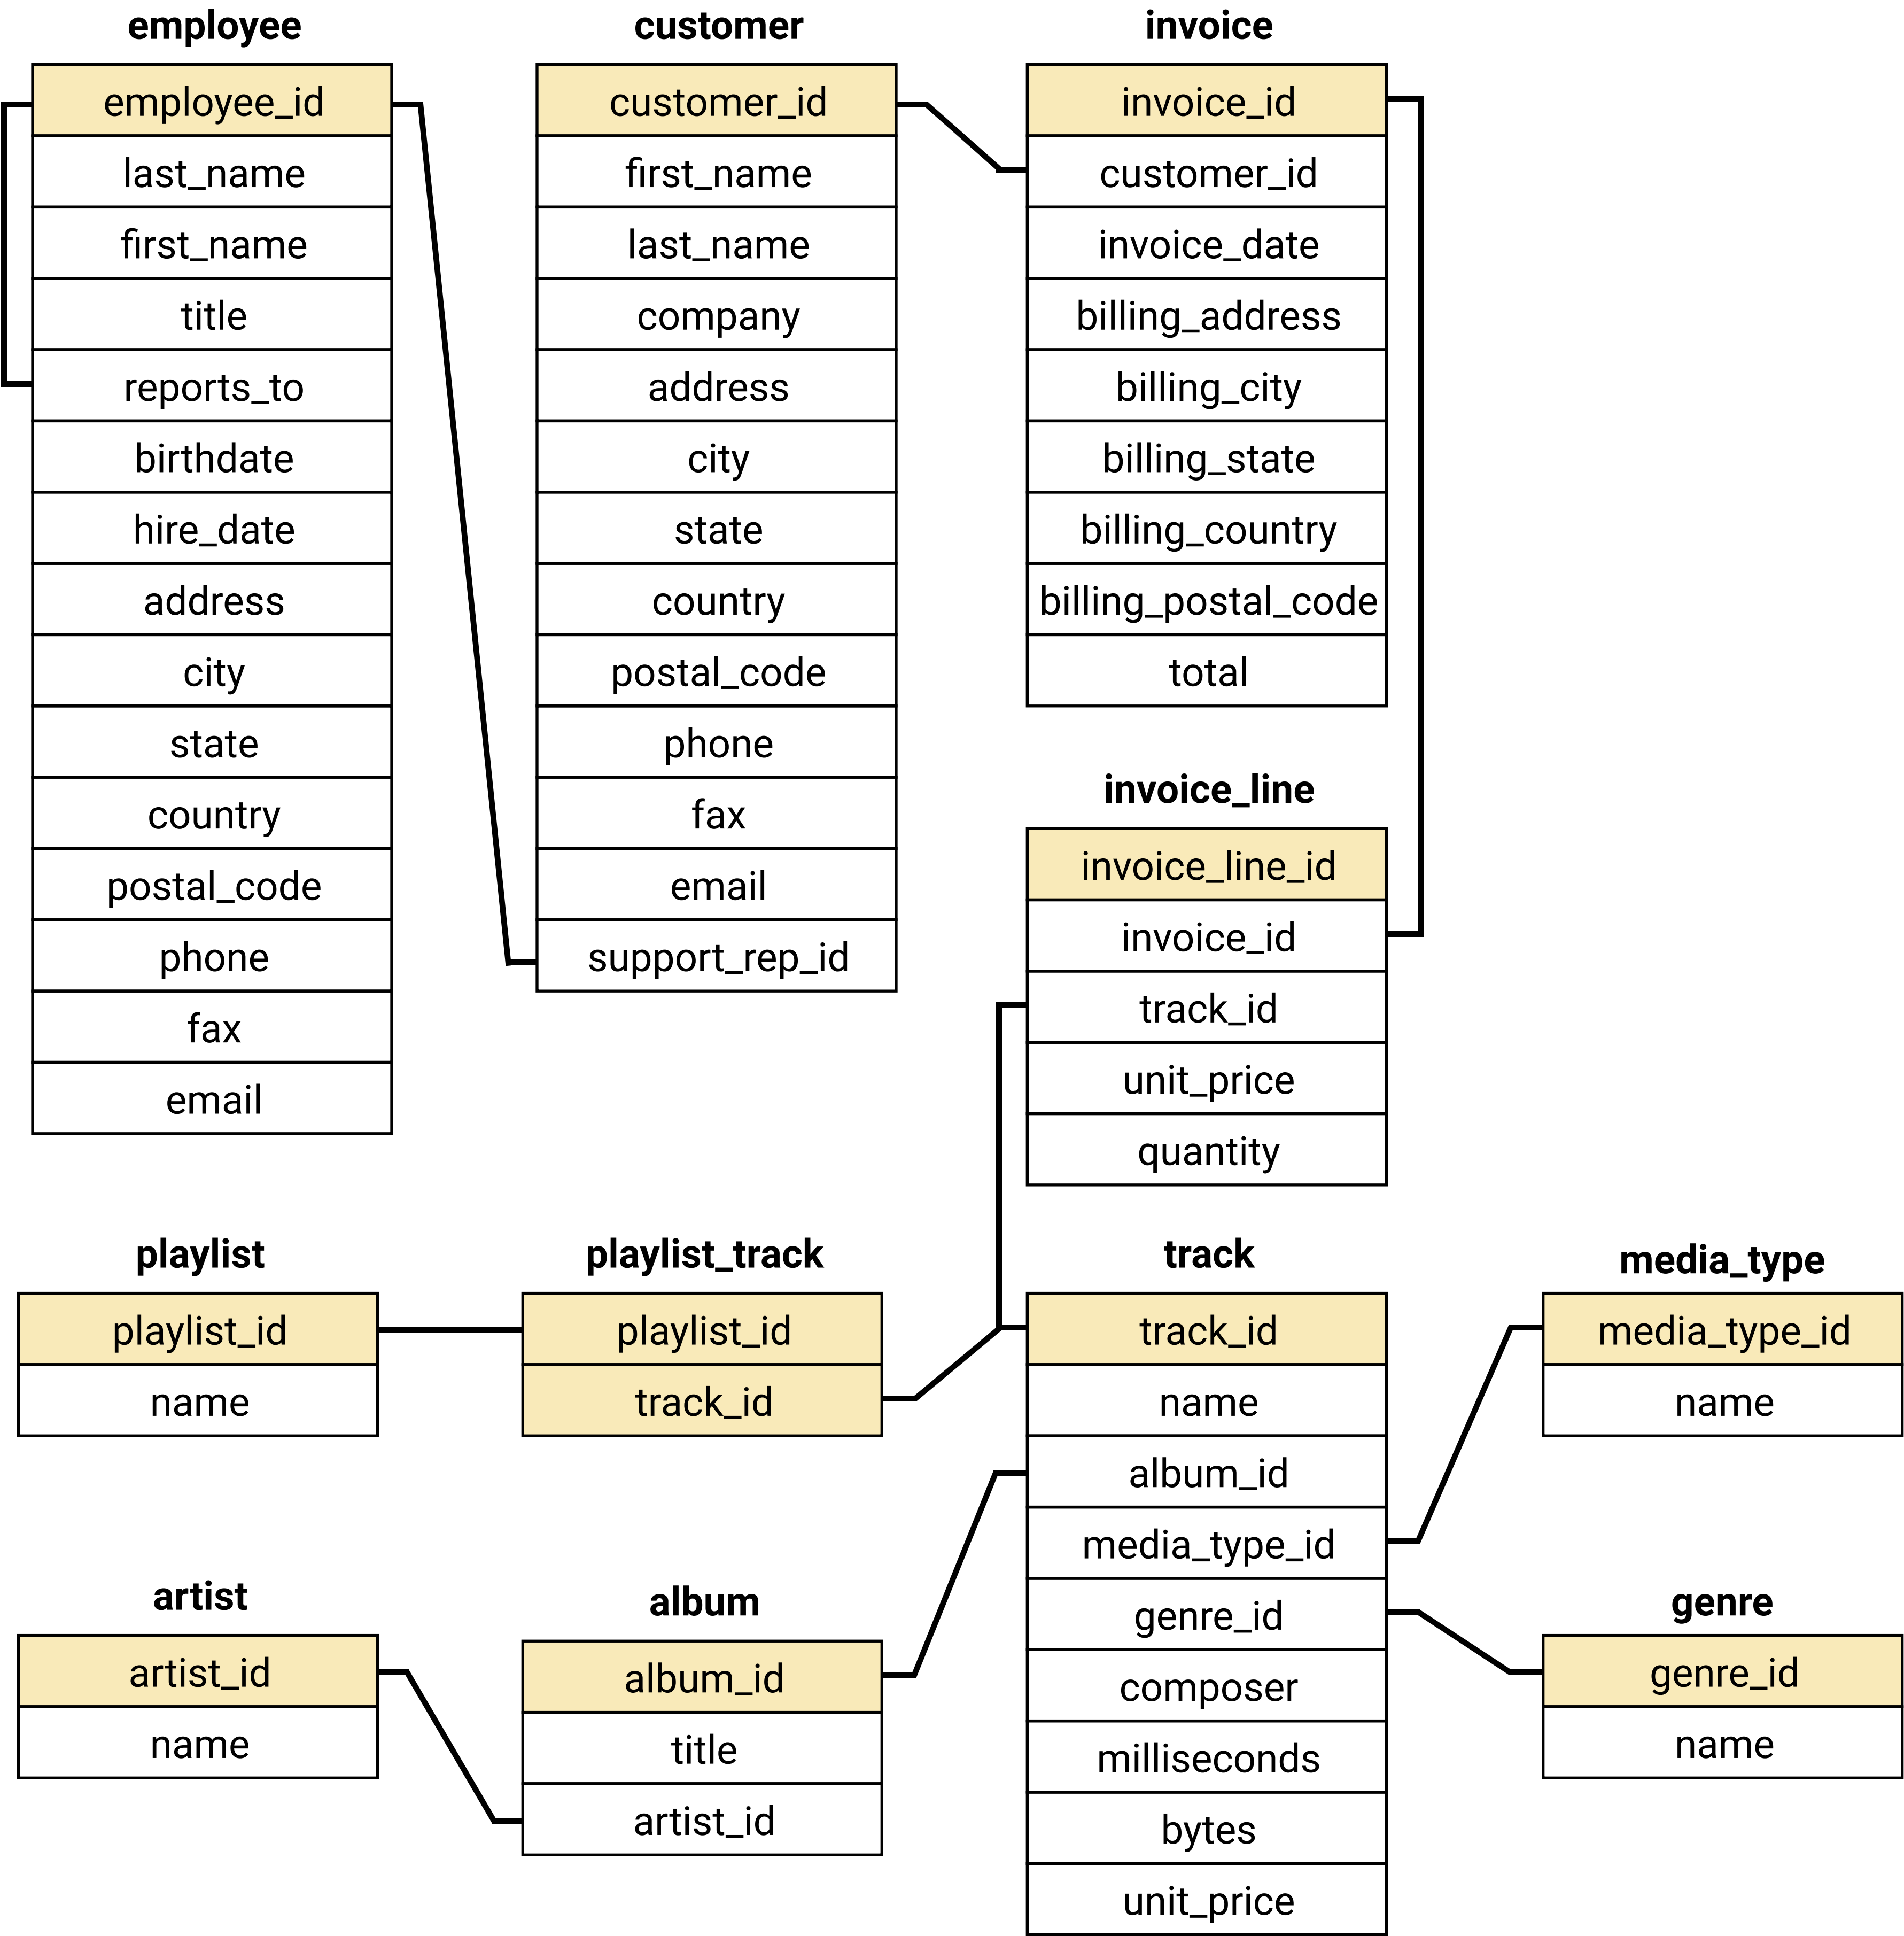 employee
employee_id
last_name
first_name
title
reports_to
birthdate
hire_date
address
city
state
country
postal_code
phone
fax
email
customer
customer_id
first_name
last_name
company
address
city
state
country
postal_code
phone
fax
email
support_rep_id
invoice
invoice_id
customer_id
invoice_date
billing_address
billing_city
billing_state
billing_country
billing_postal_code
total
invoice_line
invoice_line_id
invoice_id
track_id
unit_price
quantity
playlist
playlist_id
name
playlist_track
playlist_id
track_id
track
track_id
name
album_id
media_type_id
genre_id
composer
milliseconds
bytes
unit_price
media_type
media_type_id
name
artist
artist_id
name
album
album_id
title
artist_id
genre
genre_id
name